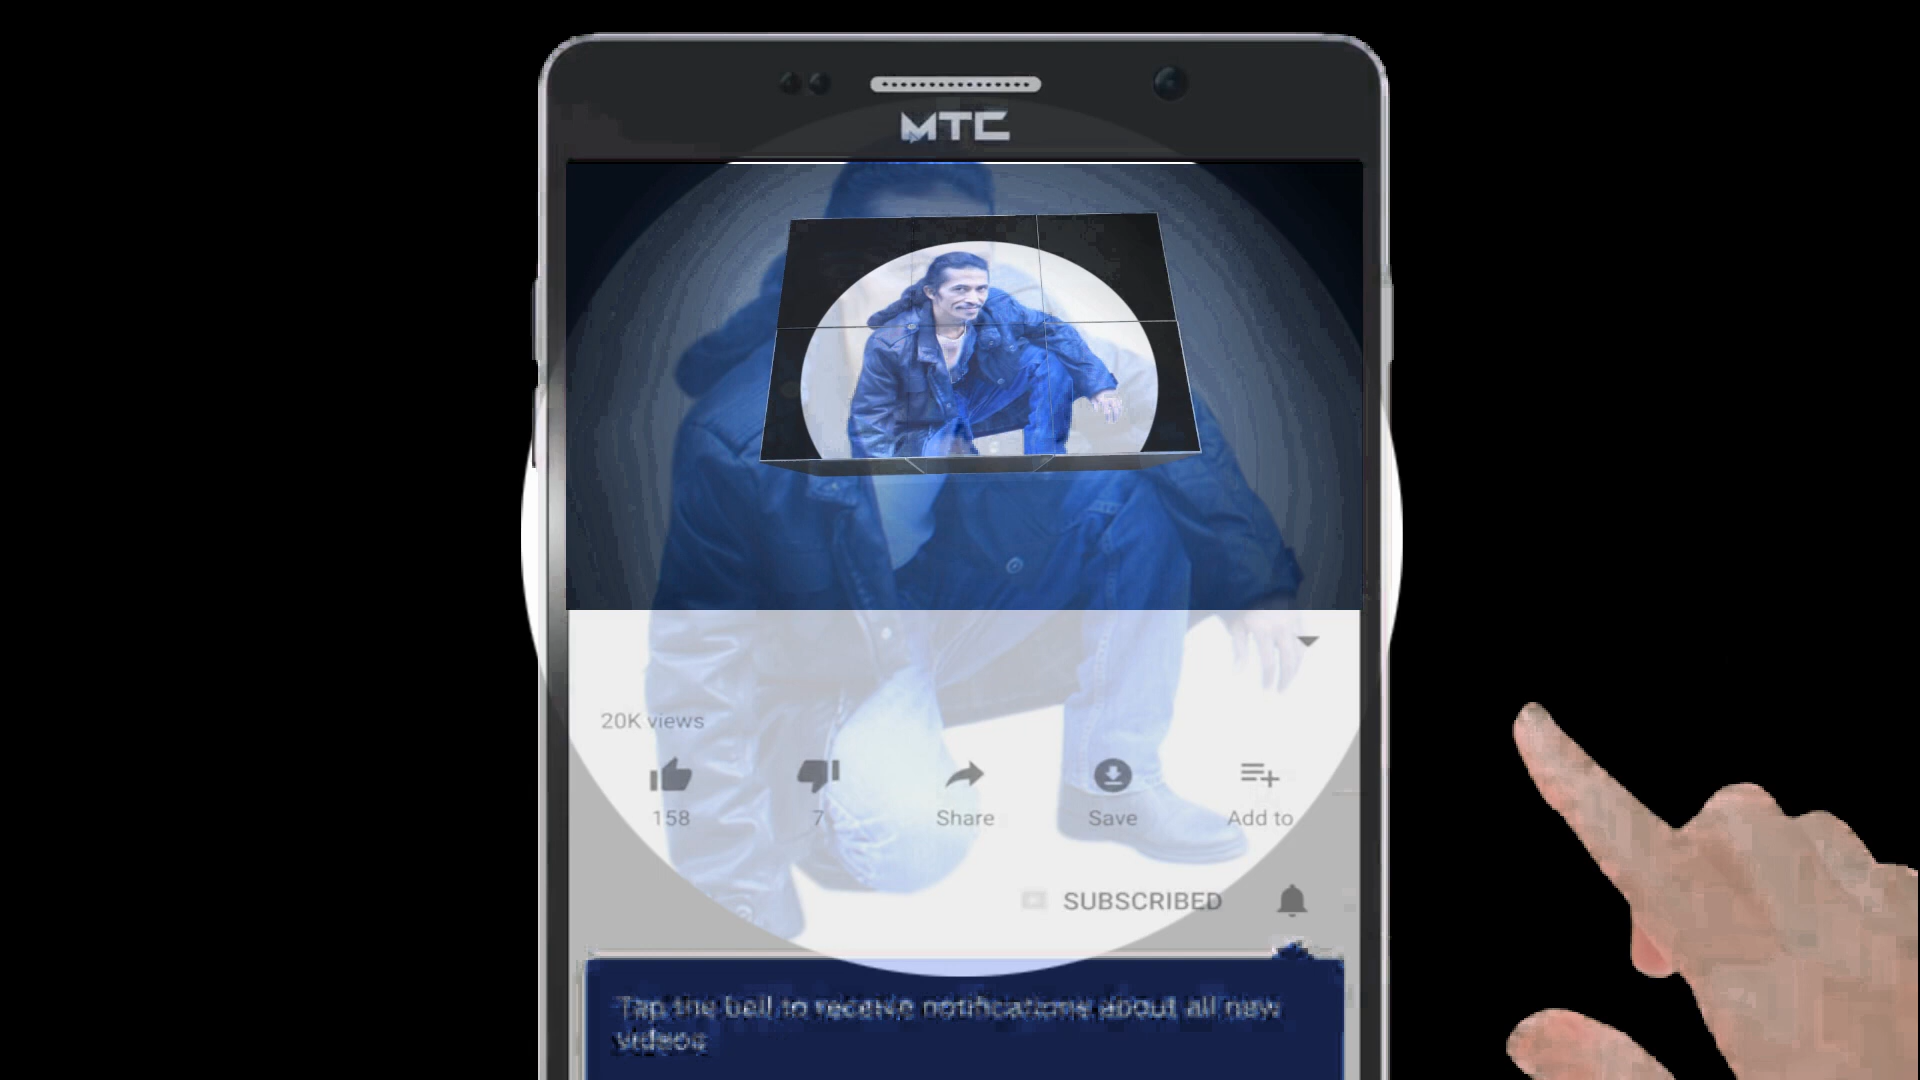 MTC
20K views
158
7
Share
Save
Add to
SUBSCRIBED
Tap the bell to receive notifications about all new
videos